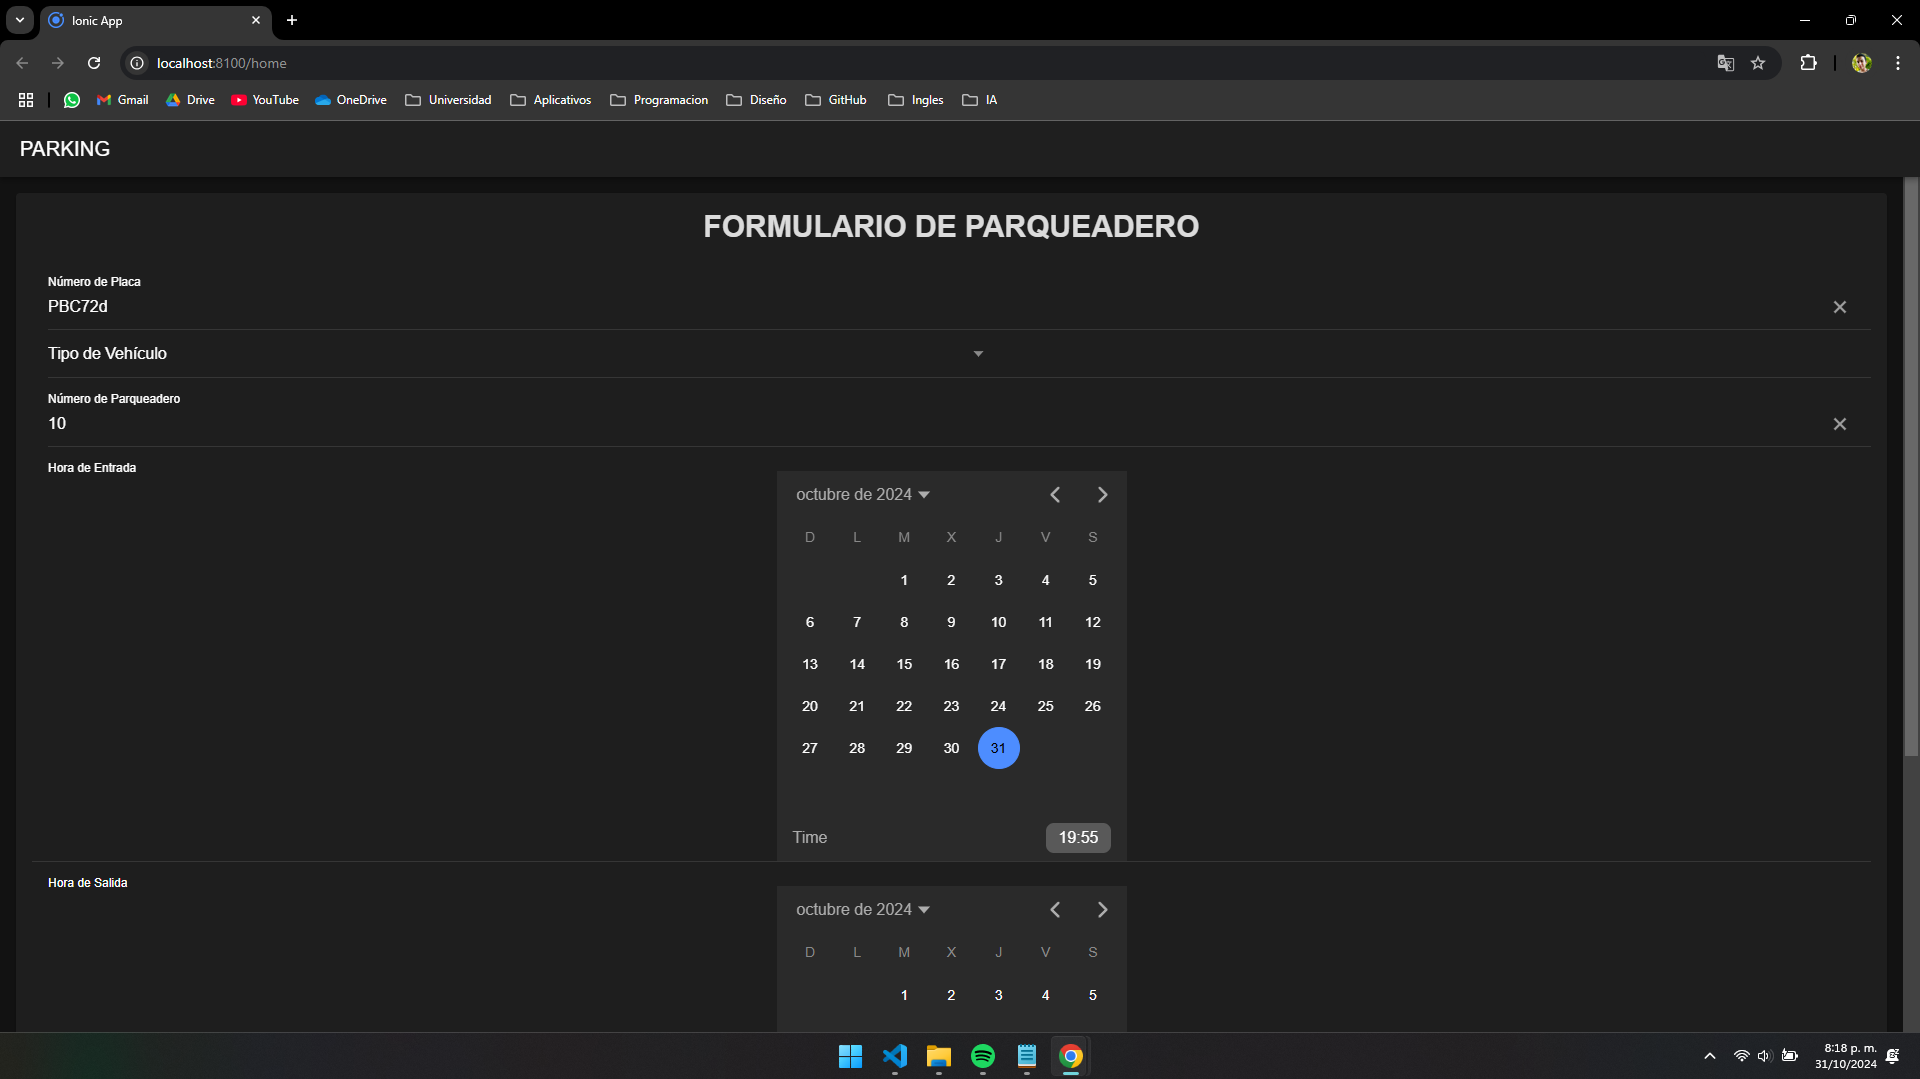 Ionic App
localhost:8100/home
Gmail Drive YouTube OneDrive Universidad Aplicativos Programacion Diseño GitHub Ingles IA
PARKING
FORMULARIO DE PARQUEADERO
Número de Placa
PBC72d
Tipo de Vehículo
Número de Parqueadero
10
Hora de Entrada
octubre de 2024
D L M X J V S
1 2 3 4 5
6 7 8 9 10 11 12
13 14 15 16 17 18 19
20 21 22 23 24 25 26
27 28 29 30 31
Time 19:55
Hora de Salida
octubre de 2024
D L M X J V S
1 2 3 4 5
8:18 p. m.
31/10/2024